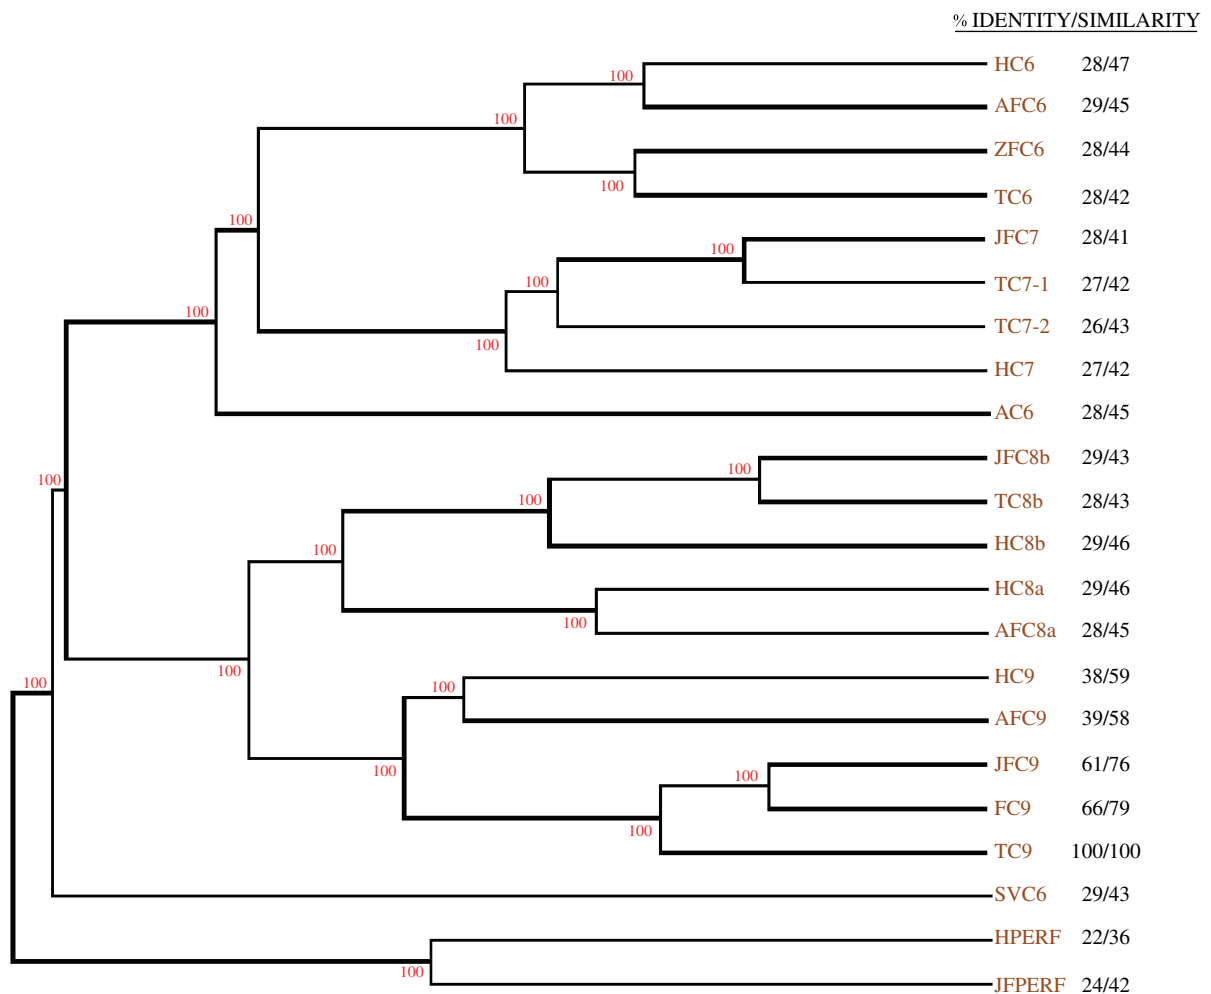 % IDENTITY/SIMILARITY
HC6 28/47
100
AFC6 29/45
100
ZFC6 28/44
100
TC6 28/42
100
JFC7 28/41
100
TC7-1 27/42
100
TC7-2 26/43
100
100
HC7 27/42
AC6 28/45
JFC8b 29/43
100
100
TC8b 28/43
100
HC8b 29/46
100
HC8a 29/46
100
AFC8a 28/45
100
HC9 38/59
100
100
AFC9 39/58
JFC9 61/76
100
100
FC9 66/79
100
TC9 100/100
SVC6 29/43
HPERF 22/36
100
JFPERF 24/42